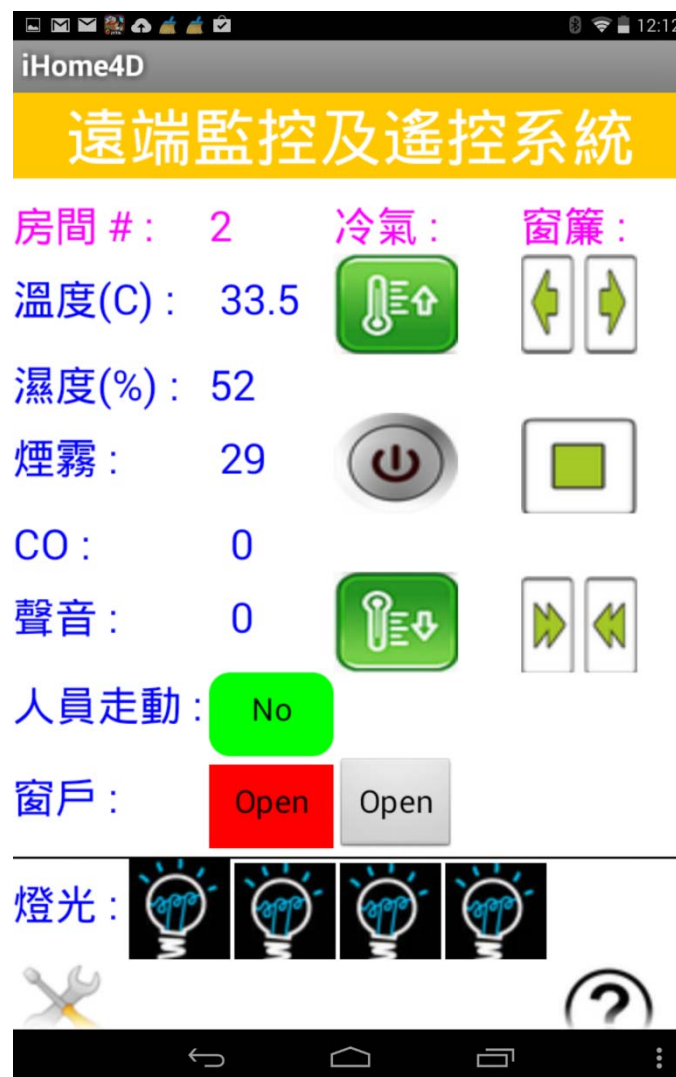 12:12
iHome4D
遠端監控及遙控系統
房間 # : 2 冷氣 : 窗簾 :
溫度(C) : 33.5
濕度(%) : 52
煙霧 : 29
CO : 0
聲音 : 0
人員走動 : No
窗戶 : Open Open
燈光 :
?